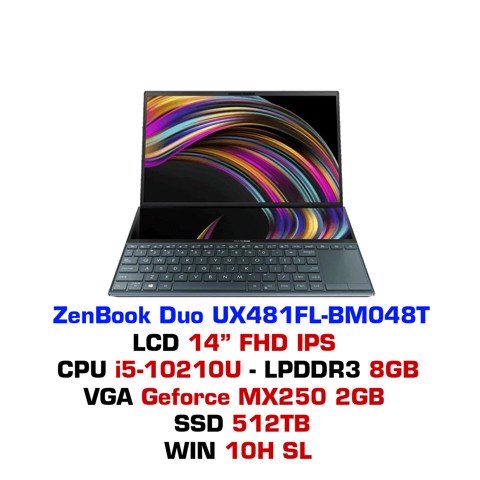 ZenBook Duo UX481FL-BM048T
LCD 14” FHD IPS
CPU i5-10210U - LPDDR3 8GB
VGA Geforce MX250 2GB
SSD 512TB
WIN 10H SL